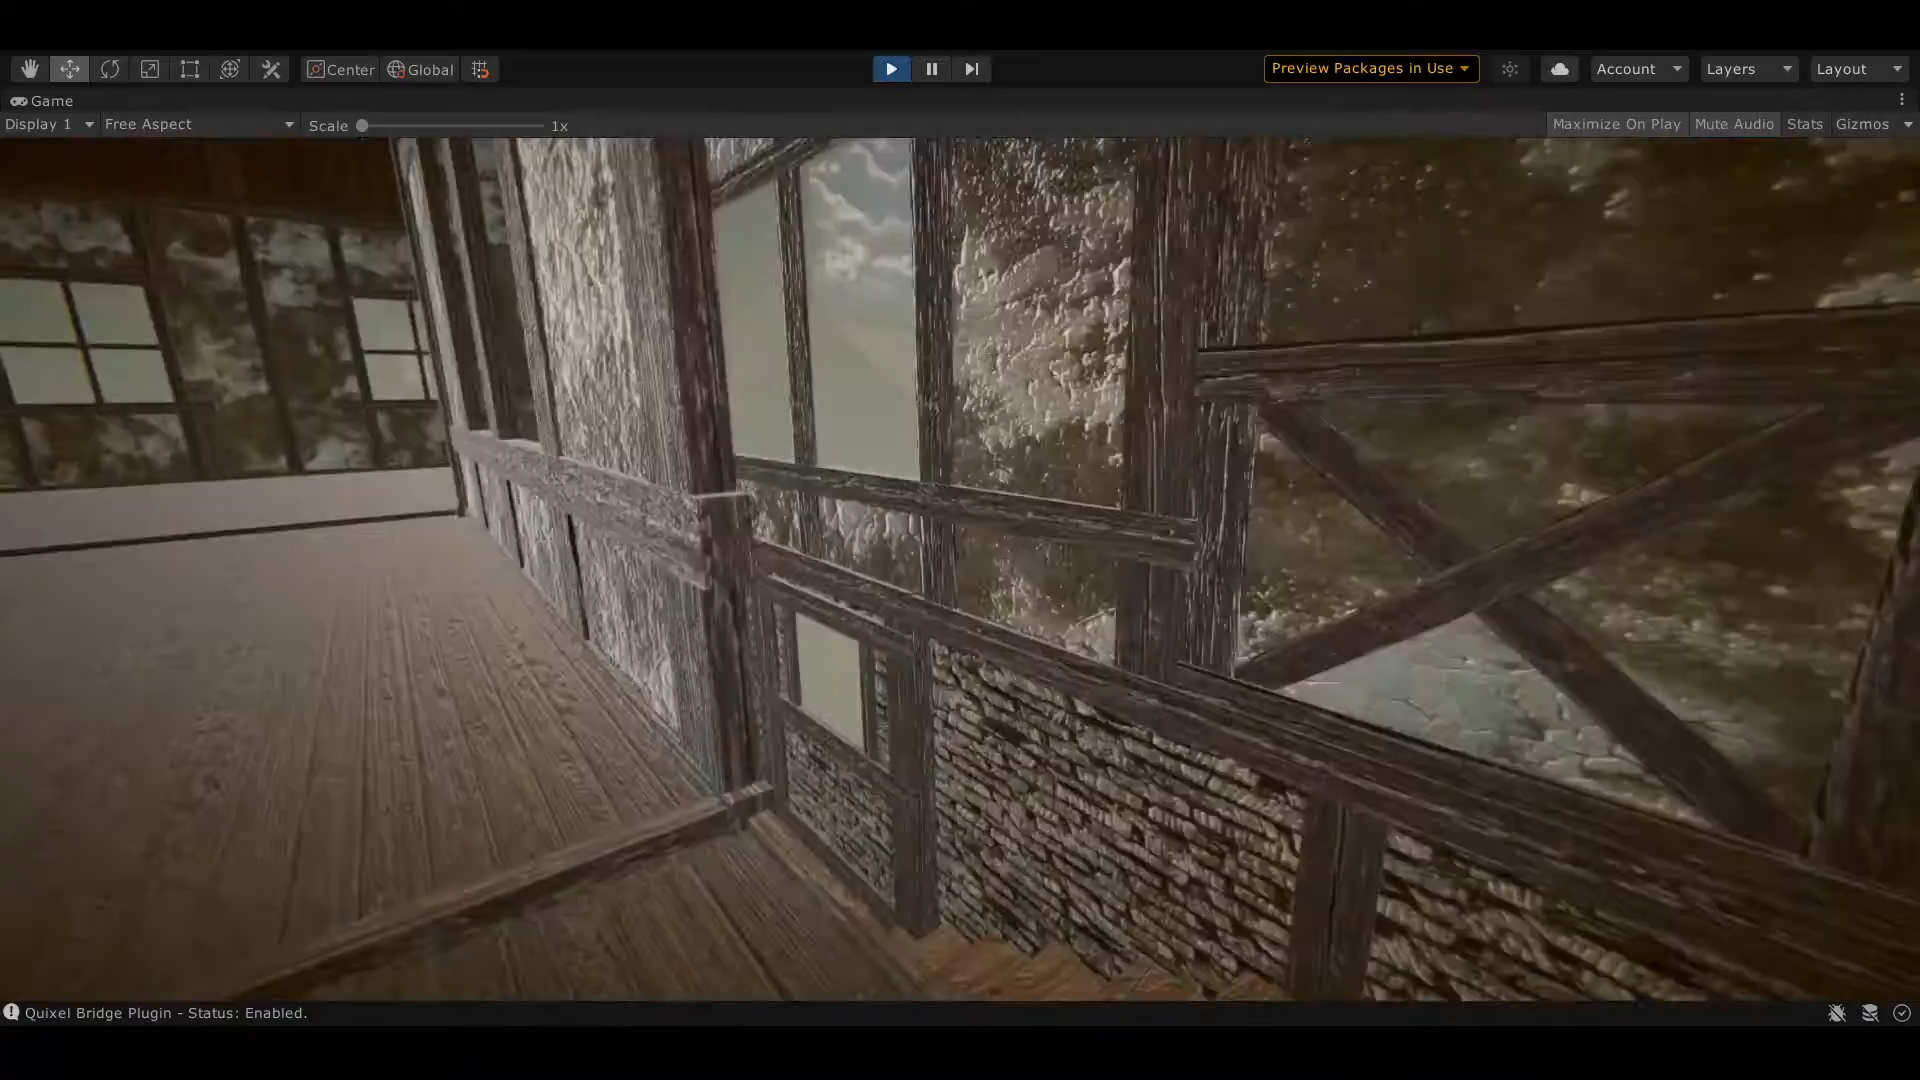 Center Global Preview Packages in Use Account Layers Layout
Game
Display 1 Free Aspect Scale 1x Maximize On Play Mute Audio Stats Gizmos
Quixel Bridge Plugin - Status: Enabled.